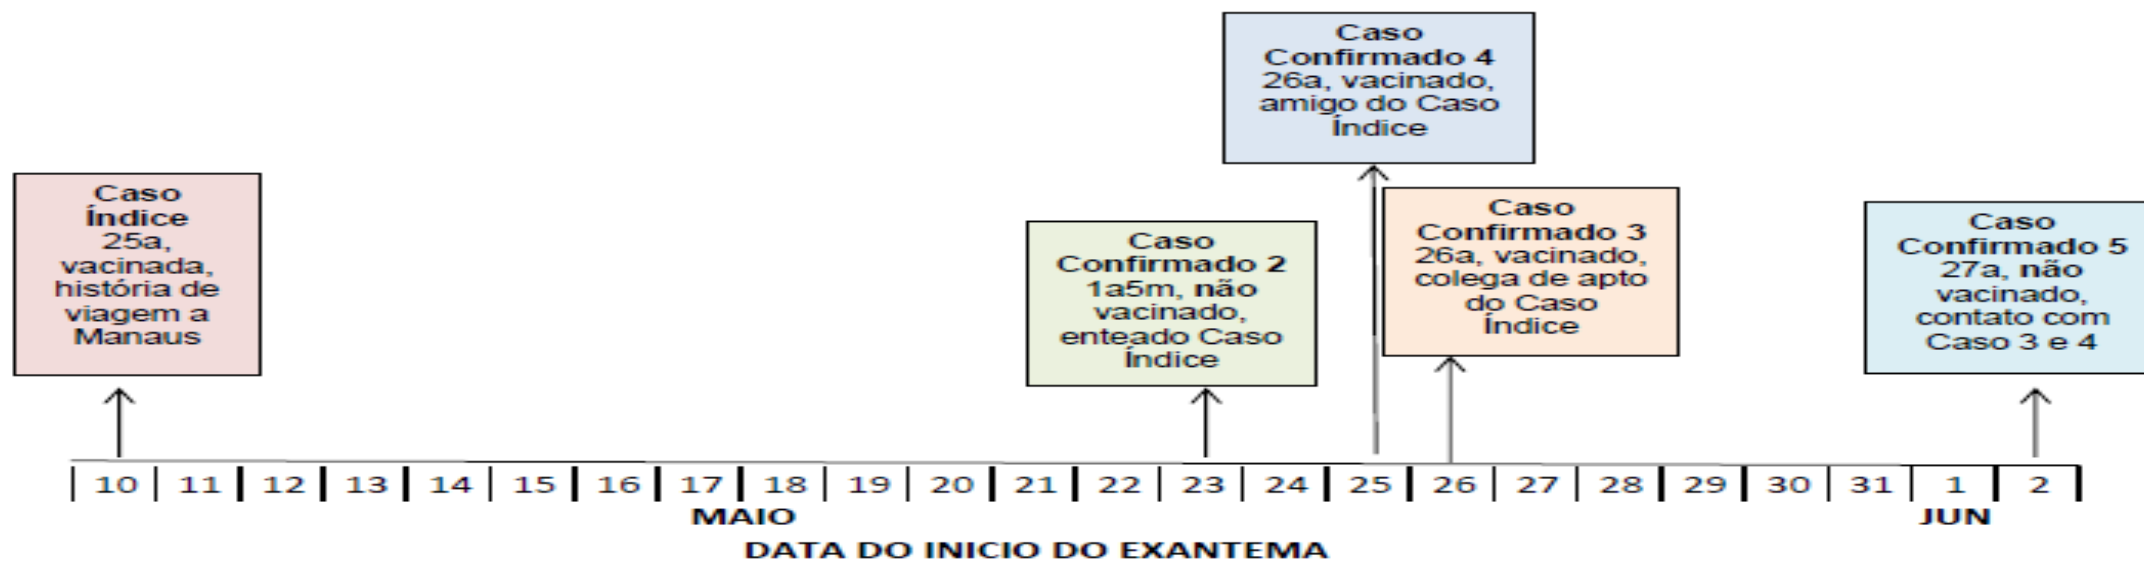 Caso
Índice
25a,
vacinada,
história de
viagem a
Manaus
Caso
Confirmado 2
1a5m, não
vacinado,
enteado Caso
Índice
Caso
Confirmado 4
26a, vacinado,
amigo do Caso
Índice
Caso
Confirmado 3
26a, vacinado,
colega de apto
do Caso
Índice
Caso
Confirmado 5
27a, não
vacinado,
contato com
Caso 3 e 4
10 11 12 13 14 15 16 17 18 19 20 21 22 23 24 25 26 27 28 29 30 31 1 2
MAIO JUN
DATA DO INICIO DO EXANTEMA